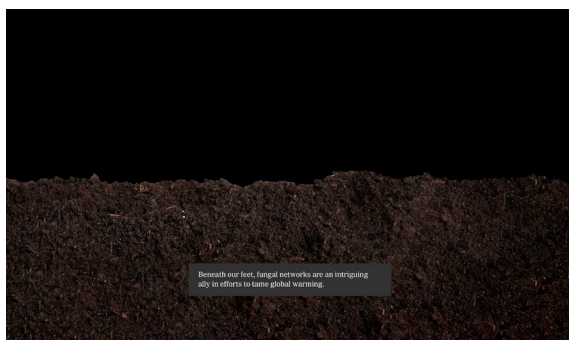 Beneath our feet, fungal networks are an intriguing
ally in efforts to tame global warming.